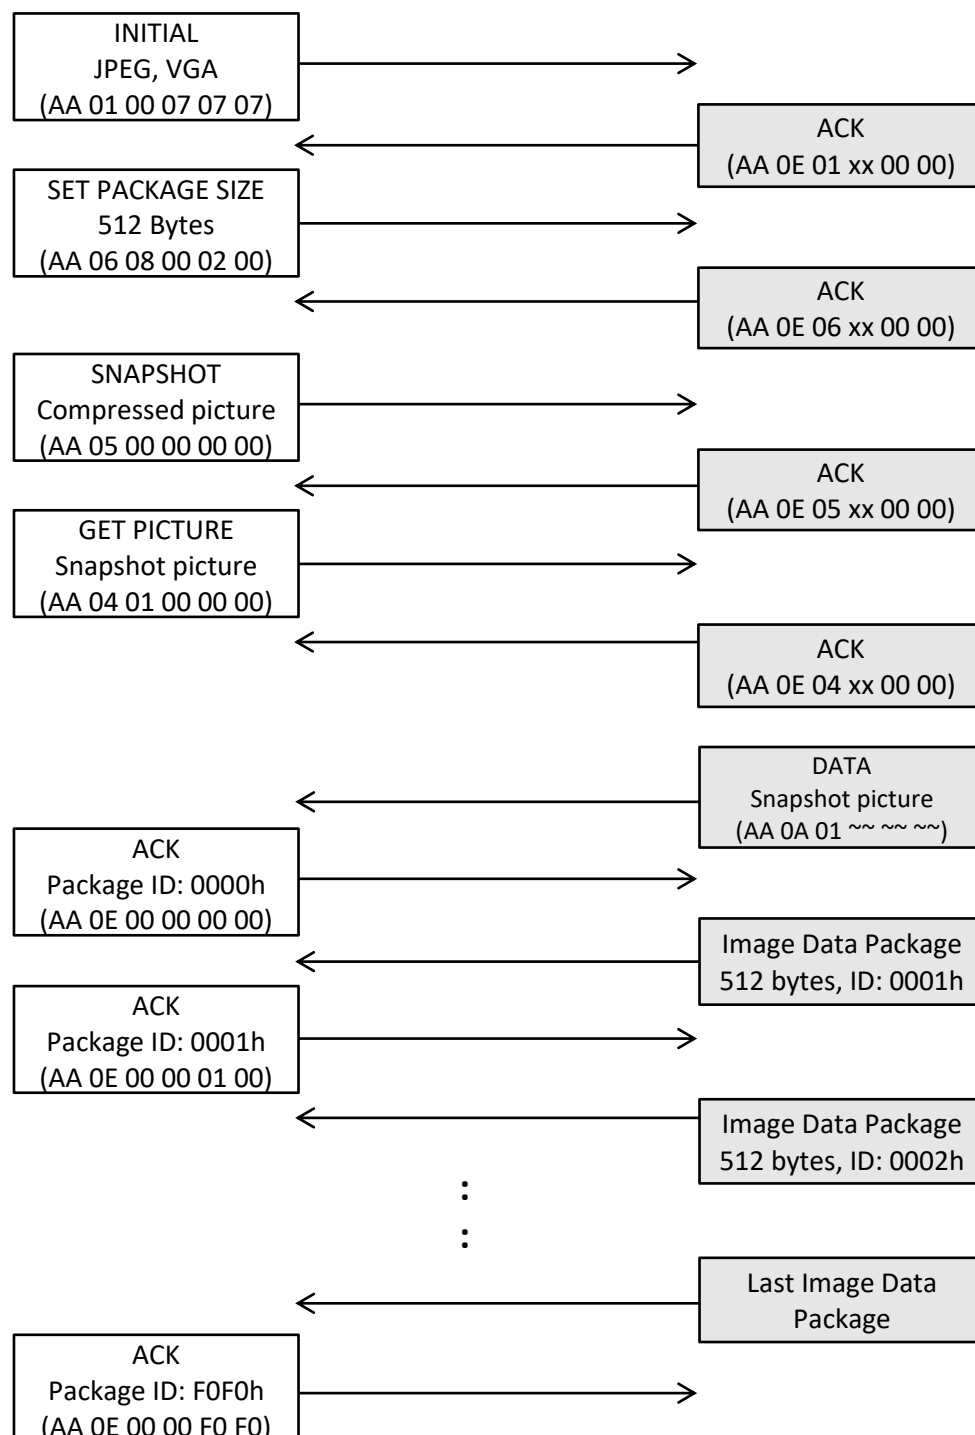 INITIAL
JPEG, VGA
(AA 01 00 07 07 07)
ACK
(AA 0E 01 xx 00 00)
SET PACKAGE SIZE
512 Bytes
(AA 06 08 00 02 00)
ACK
(AA 0E 06 xx 00 00)
SNAPSHOT
Compressed picture
(AA 05 00 00 00 00)
ACK
(AA 0E 05 xx 00 00)
GET PICTURE
Snapshot picture
(AA 04 01 00 00 00)
ACK
(AA 0E 04 xx 00 00)
DATA
Snapshot picture
(AA 0A 01 ~~ ~~ ~~)
ACK
Package ID: 0000h
(AA 0E 00 00 00 00)
Image Data Package
512 bytes, ID: 0001h
ACK
Package ID: 0001h
(AA 0E 00 00 01 00)
Image Data Package
512 bytes, ID: 0002h
:
:
Last Image Data
Package
ACK
Package ID: F0F0h
(AA 0E 00 00 F0 F0)